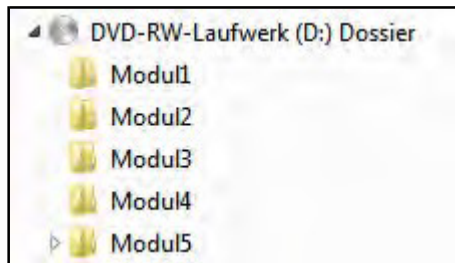 DVD-RW-Laufwerk (D:) Dossier
Modul1
Modul2
Modul3
Modul4
Modul5